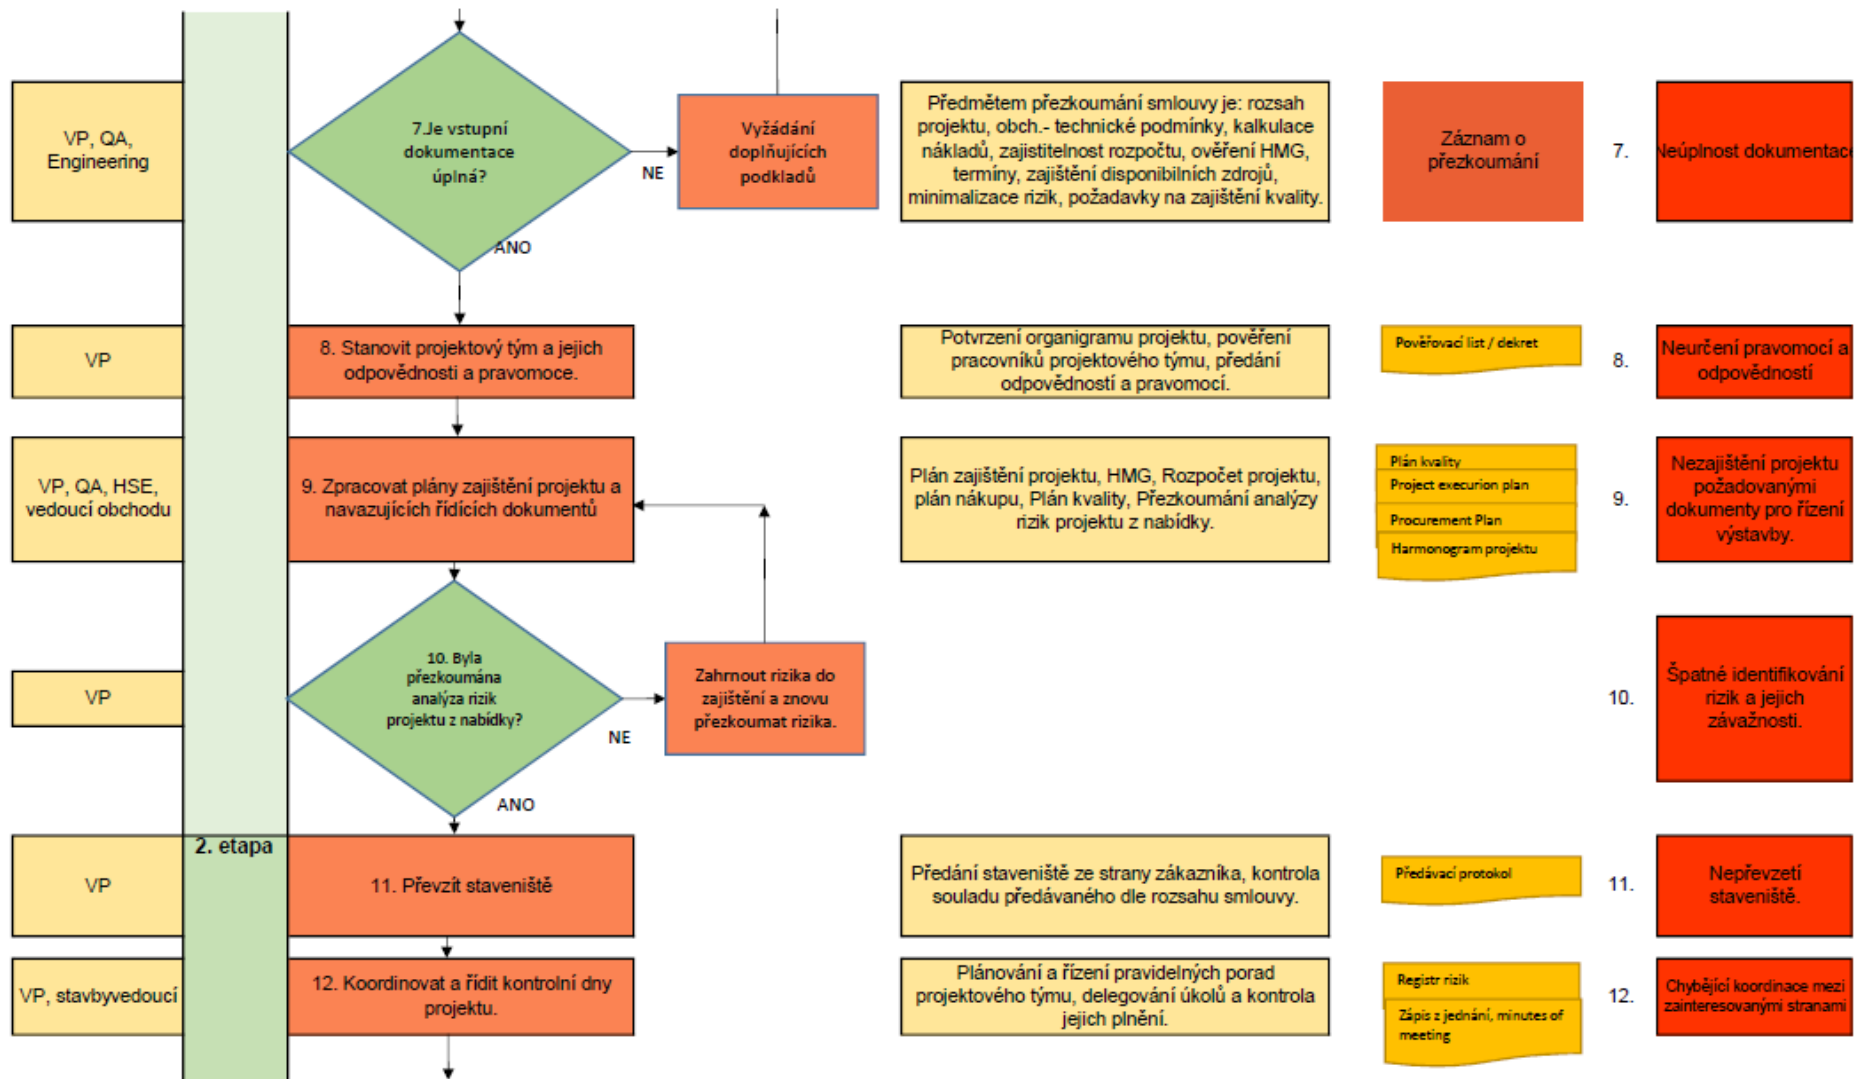 VP, QA,
Engineering
7.Je vstupní
dokumentace
úplná?
NE
ANO
Vyžádání
doplňujících
podkladů
Předmětem přezkoumání smlouvy je: rozsah
projektu, obch.- technické podmínky, kalkulace
nákladů, zajistitelnost rozpočtu, ověření HMG,
termíny, zajištění disponibilních zdrojů,
minimalizace rizik, požadavky na zajištění kvality.
Záznam o
přezkoumání
7.
Neúplnost dokumentace
VP
8. Stanovit projektový tým a jejich
odpovědnosti a pravomoce.
Potvrzení organigramu projektu, pověření
pracovníků projektového týmu, předání
odpovědností a pravomocí.
Pověřovací list / dekret
8.
Neurčení pravomocí a
odpovědností
VP, QA, HSE,
vedoucí obchodu
9. Zpracovat plány zajištění projektu a
navazujících řídících dokumentů
Plán zajištění projektu, HMG, Rozpočet projektu,
plán nákupu, Plán kvality, Přezkoumání analýzy
rizik projektu z nabídky.
Plán kvality
Project execurion plan
Procurement Plan
Harmonogram projektu
9.
Nezajištění projektu
požadovanými
dokumenty pro řízení
výstavby.
VP
10. Byla
přezkoumána
analýza rizik
projektu z nabídky?
NE
ANO
Zahrnout rizika do
zajištění a znovu
přezkoumat rizika.
10.
Špatné identifikování
rizik a jejich
závažnosti.
2. etapa
VP
11. Převzít staveniště
Předání staveniště ze strany zákazníka, kontrola
souladu předávaného dle rozsahu smlouvy.
Předávací protokol
11.
Nepřevzetí
staveniště.
VP, stavbyvedoucí
12. Koordinovat a řídit kontrolní dny
projektu.
Plánování a řízení pravidelných porad
projektového týmu, delegování úkolů a kontrola
jejich plnění.
Registr rizik
Zápis z jednání, minutes of
meeting
12.
Chybějící koordinace mezi
zainteresovanými stranami